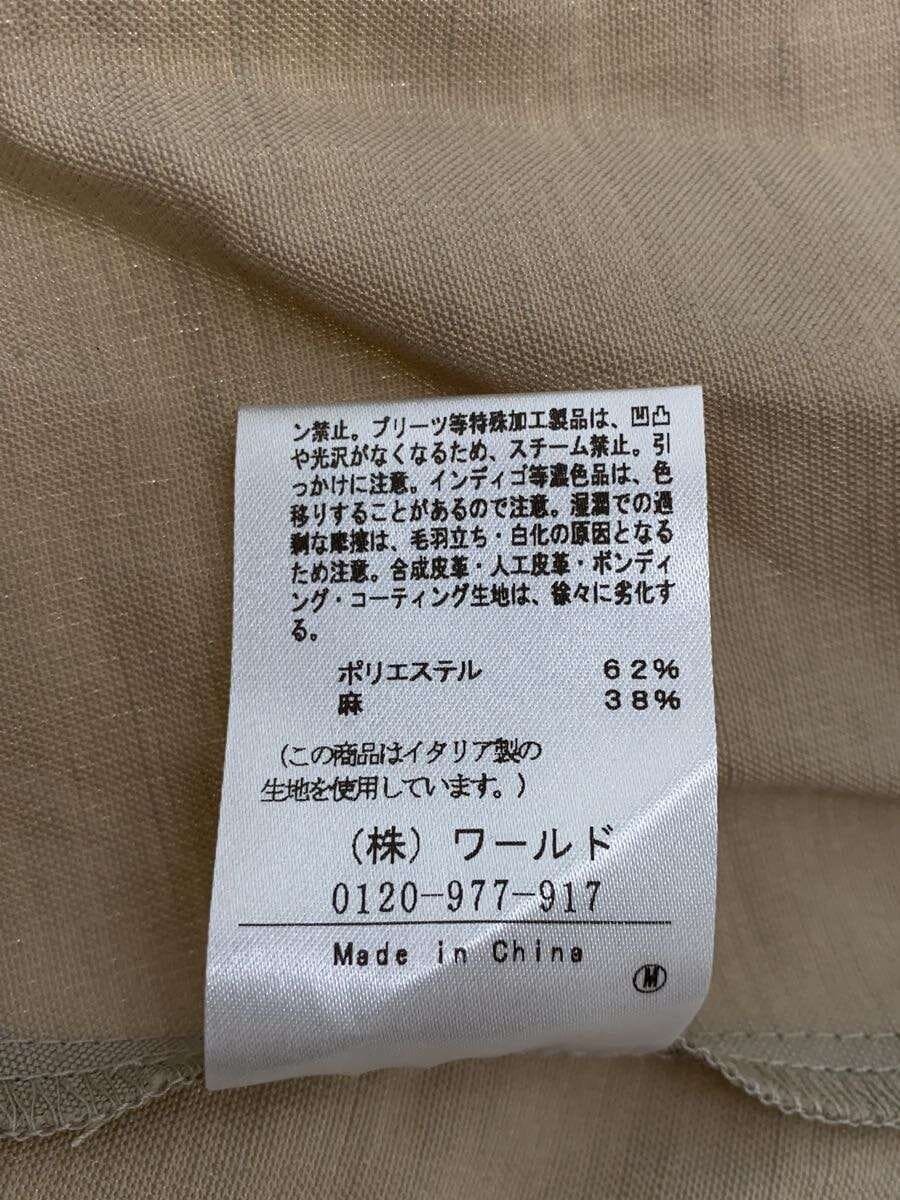 ン禁止。プリーツ等特殊加工製品は、凹凸
や光沢がなくなるため、スチーム禁止。引
っかけに注意。インディゴ等濃色品は、色
移りすることがあるので注意。湿潤での過
剰な摩擦は、毛羽立ち・白化の原因となる
ため注意。合成皮革・人工皮革・ボンディ
ング・コーティング生地は、徐々に劣化す
る。
ポリエステル 62%
麻 38%
(この商品はイタリア製の
生地を使用しています。)
(株)ワールド
0120-977-917
Made in China
M